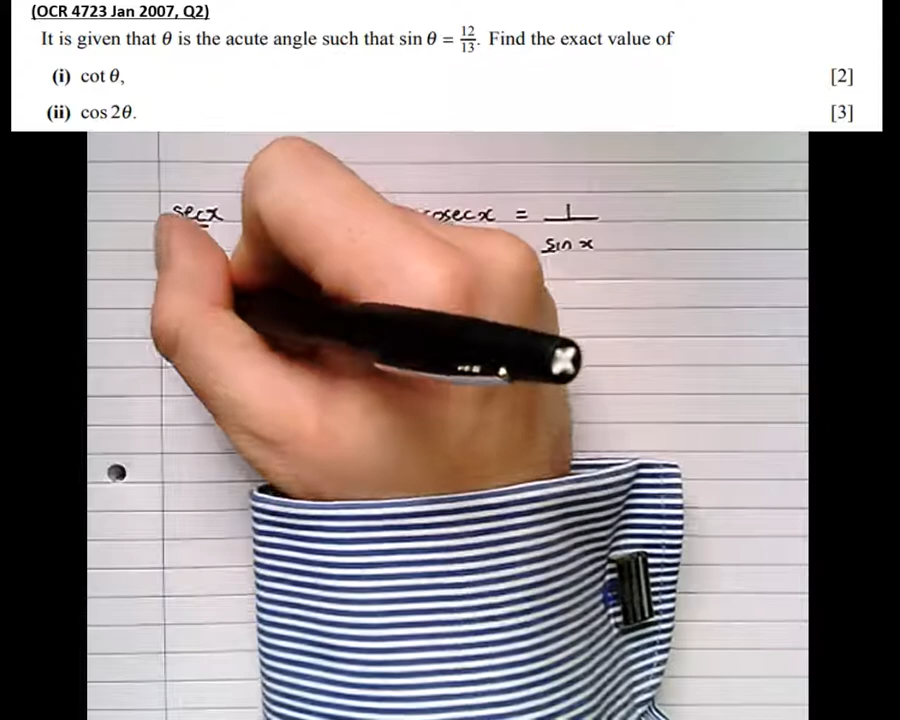 (OCR 4723 Jan 2007, Q2)
It is given that θ is the acute angle such that sin θ = 12/13. Find the exact value of
(i) cot θ, [2]
(ii) cos 2θ. [3]
secx = 1/sin x